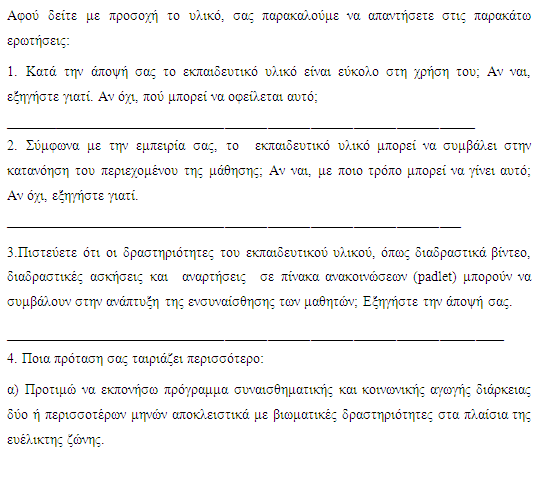 Αφού δείτε με προσοχή το υλικό, σας παρακαλούμε να απαντήσετε στις παρακάτω
ερωτήσεις:
1. Κατά την άποψή σας το εκπαιδευτικό υλικό είναι εύκολο στη χρήση του; Αν ναι,
εξηγήστε γιατί. Αν όχι, πού μπορεί να οφείλεται αυτό;
2. Σύμφωνα με την εμπειρία σας, το εκπαιδευτικό υλικό μπορεί να συμβάλει στην
κατανόηση του περιεχομένου της μάθησης; Αν ναι, με ποιο τρόπο μπορεί να γίνει αυτό;
Αν όχι, εξηγήστε γιατί.
3.Πιστεύετε ότι οι δραστηριότητες του εκπαιδευτικού υλικού, όπως διαδραστικά βίντεο,
διαδραστικές ασκήσεις και αναρτήσεις σε πίνακα ανακοινώσεων (padlet) μπορούν να
συμβάλουν στην ανάπτυξη της ενσυναίσθησης των μαθητών; Εξηγήστε την άποψή σας.
4. Ποια πρόταση σας ταιριάζει περισσότερο:
α) Προτιμώ να εκπονήσω πρόγραμμα συναισθηματικής και κοινωνικής αγωγής διάρκειας
δύο ή περισσοτέρων μηνών αποκλειστικά με βιωματικές δραστηριότητες στα πλαίσια της
ευέλικτης ζώνης.